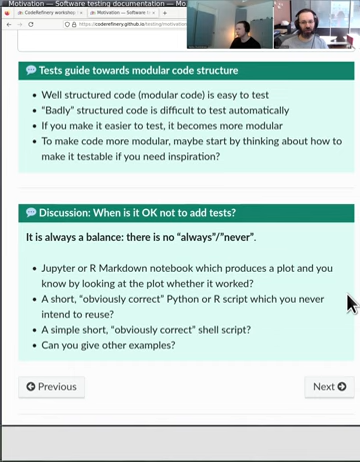 Motivation — Software testing documentation — Mo
CodeRefinery workshop
Motivation — Software t
https://coderefinery.github.io/testing/motivation
Tests guide towards modular code structure
Well structured code (modular code) is easy to test
“Badly” structured code is difficult to test automatically
If you make it easier to test, it becomes more modular
To make code more modular, maybe start by thinking about how to
make it testable if you need inspiration?
Discussion: When is it OK not to add tests?
It is always a balance: there is no “always”/”never”.
Jupyter or R Markdown notebook which produces a plot and you
know by looking at the plot whether it worked?
A short, “obviously correct” Python or R script which you never
intend to reuse?
A simple short, “obviously correct” shell script?
Can you give other examples?
Previous
Next